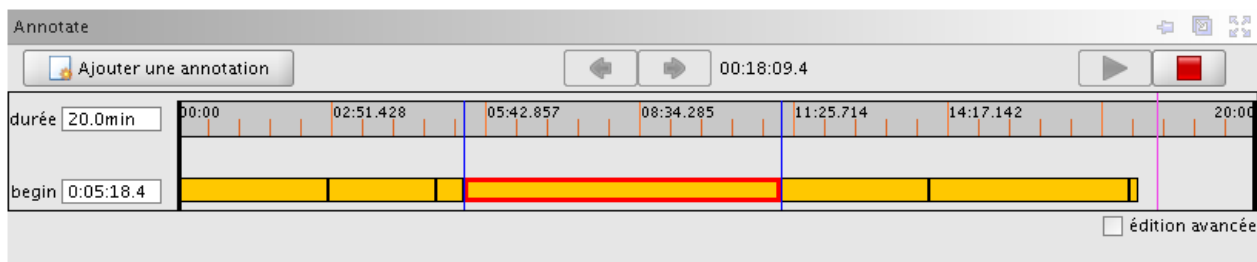 Annotate
Ajouter une annotation 00:18:09.4
durée 20.0min 00:00 02:51.428 05:42.857 08:34.285 11:25.714 14:17.142 20:00
begin 0:05:18.4
édition avancée